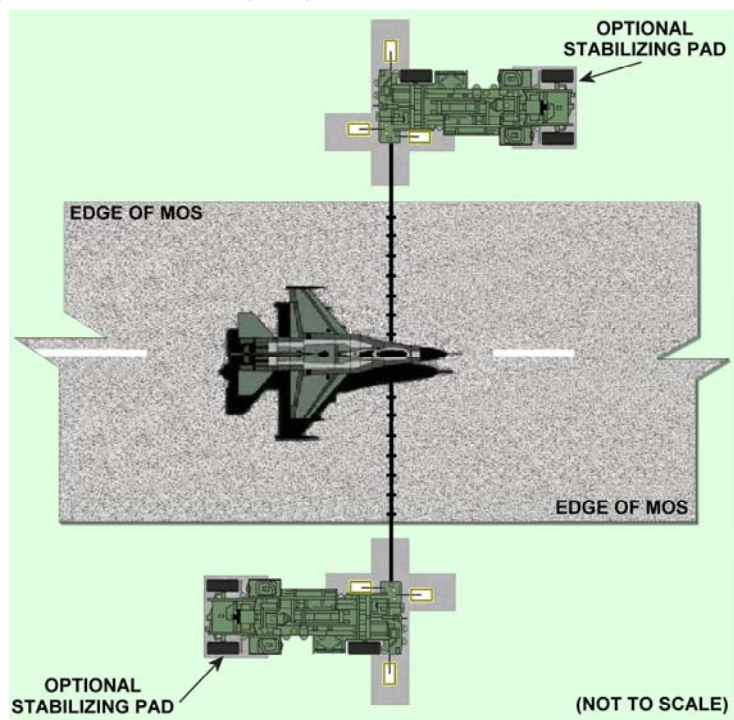 OPTIONAL
STABILIZING PAD
EDGE OF MOS
EDGE OF MOS
OPTIONAL
STABILIZING PAD
(NOT TO SCALE)